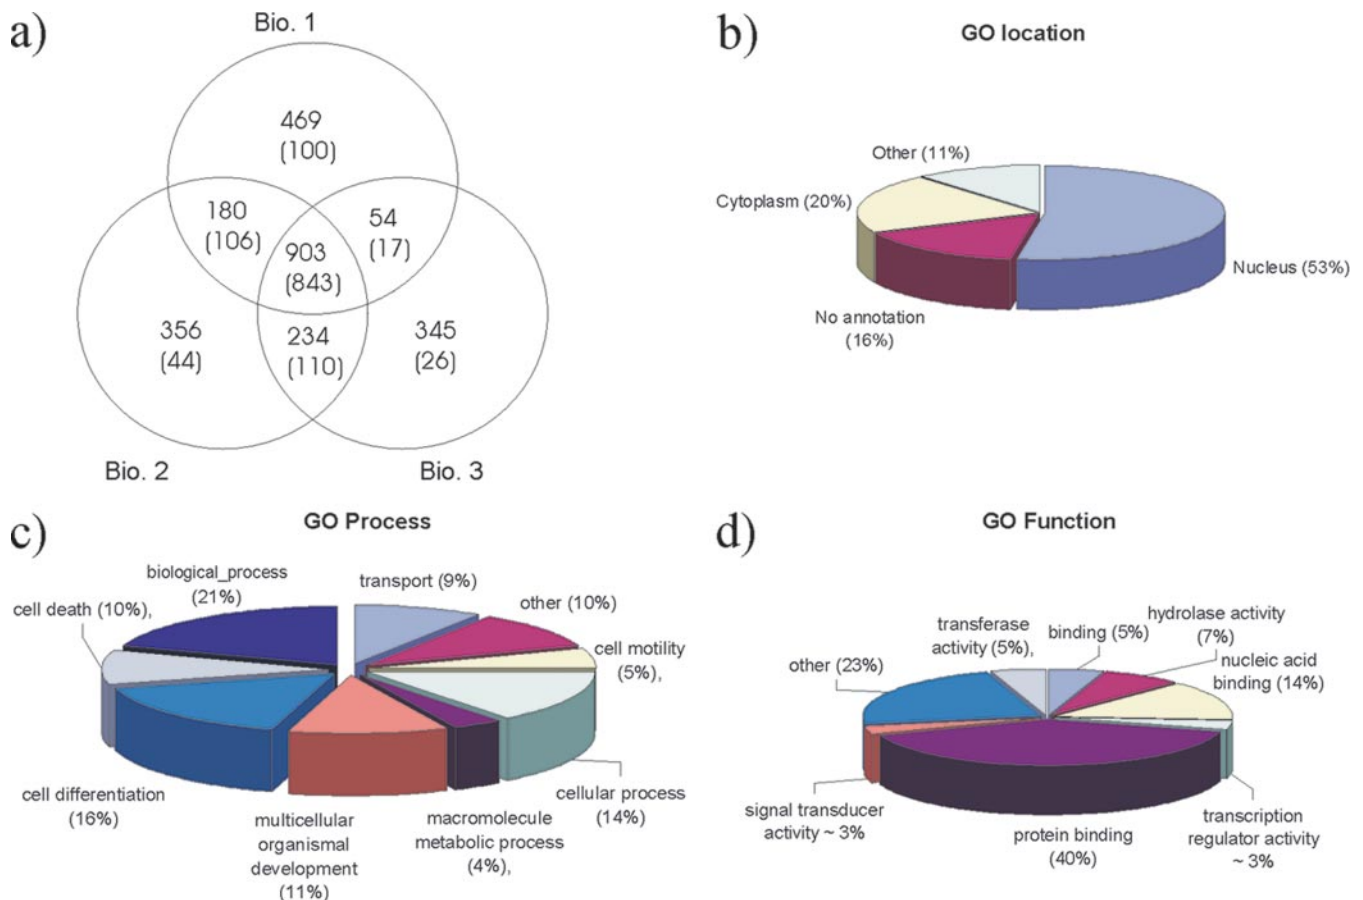 a)
Bio. 1
469
(100)
180
(106)
54
(17)
903
(843)
356
(44)
234
(110)
345
(26)
Bio. 2
Bio. 3
b)
GO location
Other (11%)
Cytoplasm (20%)
Nucleus (53%)
No annotation
(16%)
c)
GO Process
biological_process
(21%)
transport (9%)
other (10%)
cell death (10%),
cell motility
(5%),
cellular process
(14%)
cell differentiation
(16%)
multicellular
organismal
development
(11%)
macromolecule
metabolic process
(4%),
d)
GO Function
transferase
activity (5%),
binding (5%)
hydrolase activity
(7%)
nucleic acid
binding (14%)
other (23%)
signal transducer
activity ~ 3%
protein binding
(40%)
transcription
regulator activity
~ 3%